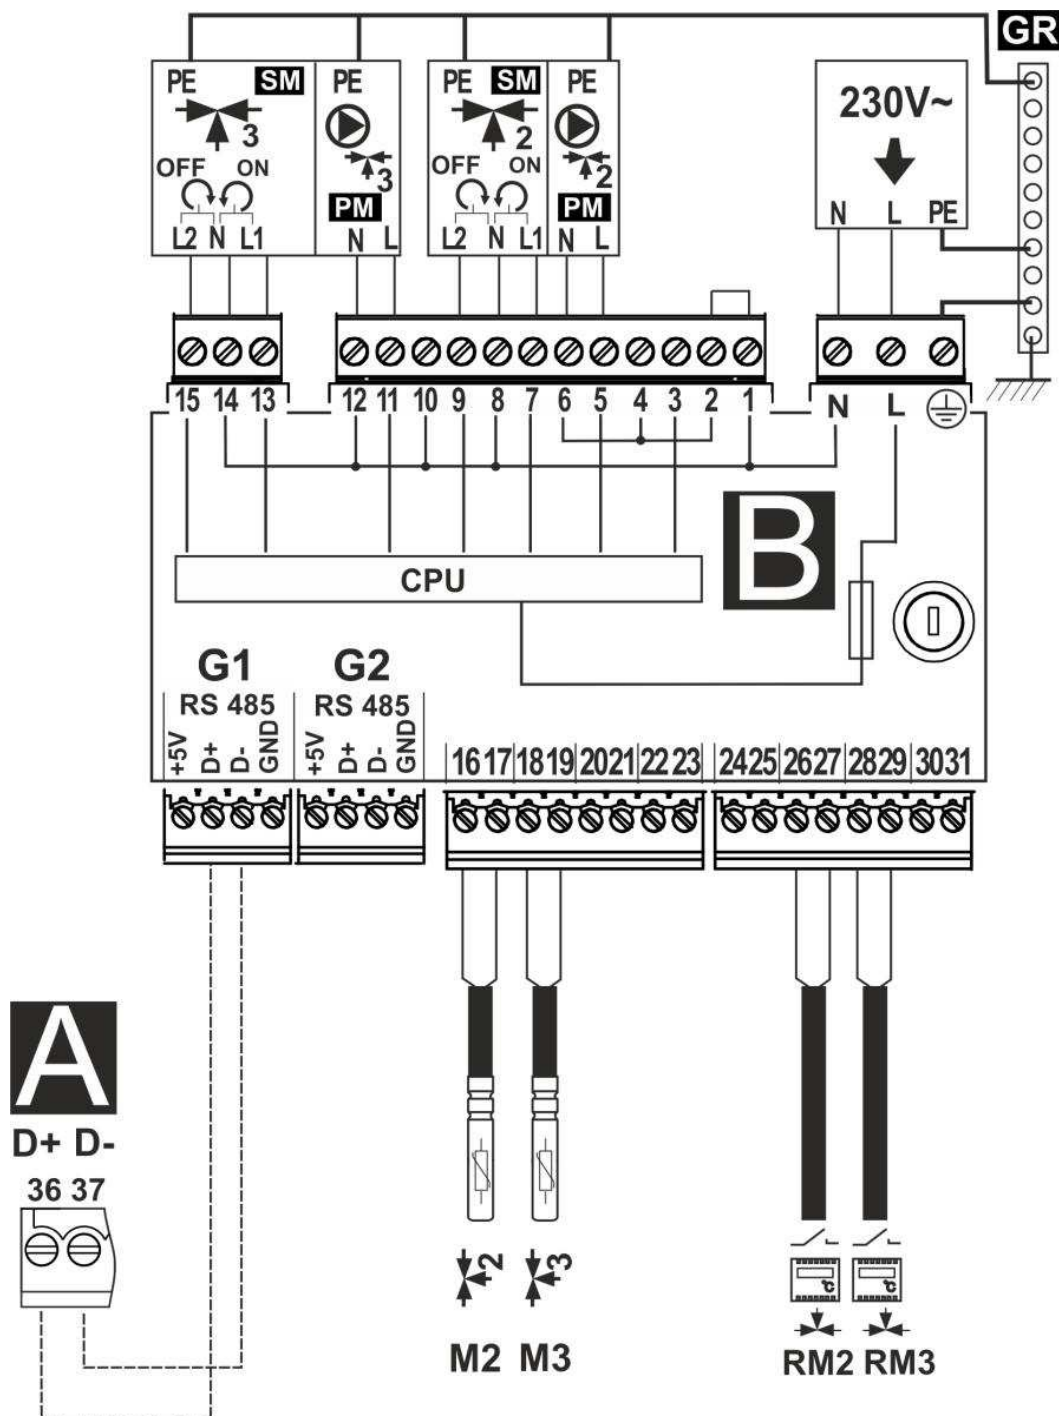 GR
PE SM PE PE SM PE
230V~
3 2
OFF ON 3 OFF ON 2
PM PM
N L PE
L2 N L1 N L L2 N L1 N L
15 14 13 12 11 10 9 8 7 6 5 4 3 2 1 N L
B
CPU
G1 G2
RS 485 RS 485
+5V D+ D- GND +5V D+ D- GND
16 17 18 19 20 21 22 23 24 25 26 27 28 29 30 31
A
D+ D-
36 37
2 3
°C °C
M2 M3 RM2 RM3